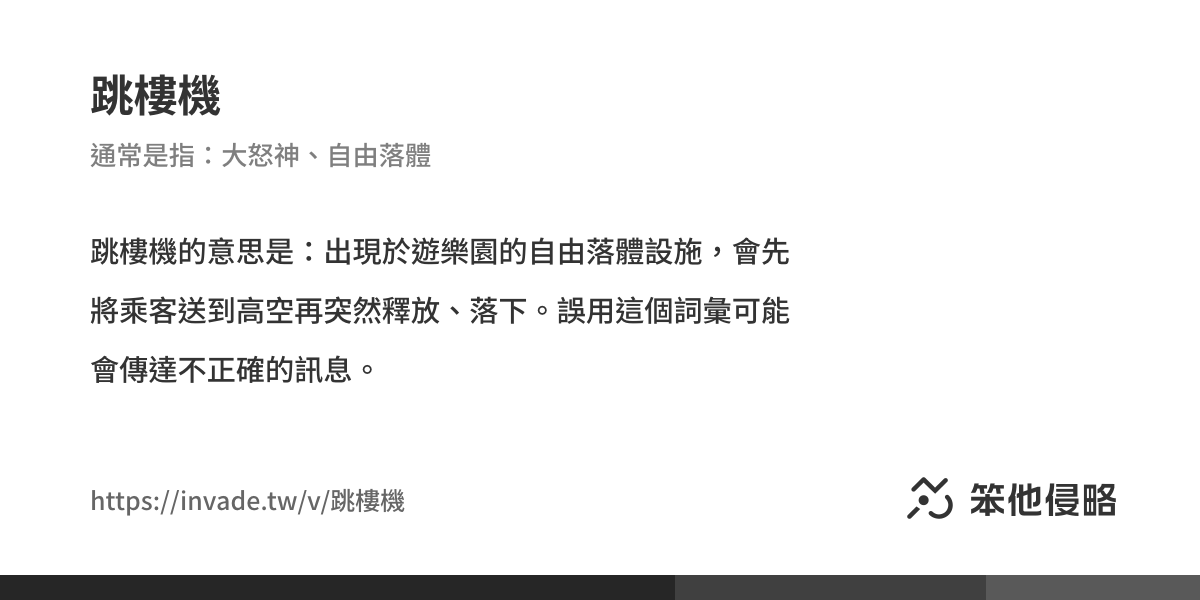 跳樓機
通常是指：大怒神、自由落體
跳樓機的意思是：出現於遊樂園的自由落體設施，會先
將乘客送到高空再突然釋放、落下。誤用這個詞彙可能
會傳達不正確的訊息。
https://invade.tw/v/跳樓機
笨他侵略